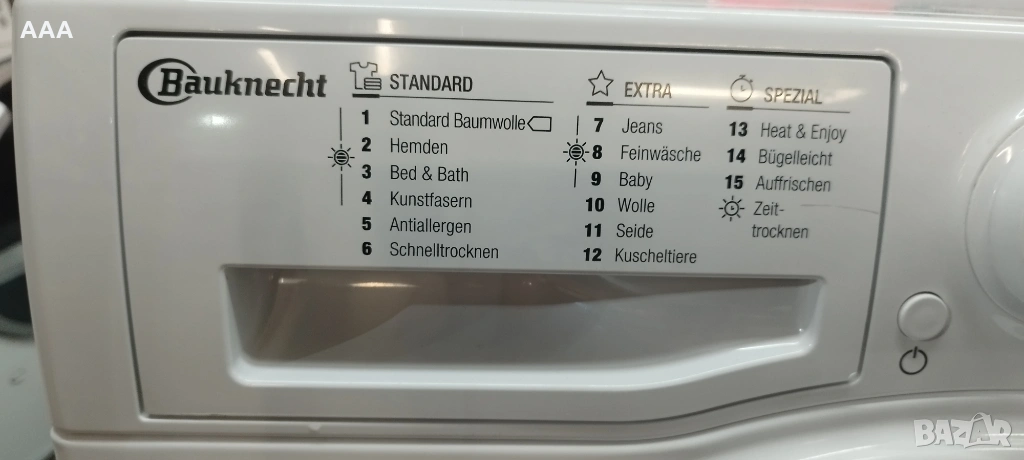 AAA
Bauknecht
STANDARD
1 Standard Baumwolle
2 Hemden
3 Bed & Bath
4 Kunstfasern
5 Antiallergen
6 Schnelltrocknen
EXTRA
7 Jeans
8 Feinwäsche
9 Baby
10 Wolle
11 Seide
12 Kuscheltiere
SPEZIAL
13 Heat & Enjoy
14 Bügelleicht
15 Auffrischen
Zeit-
trocknen
BAZAR